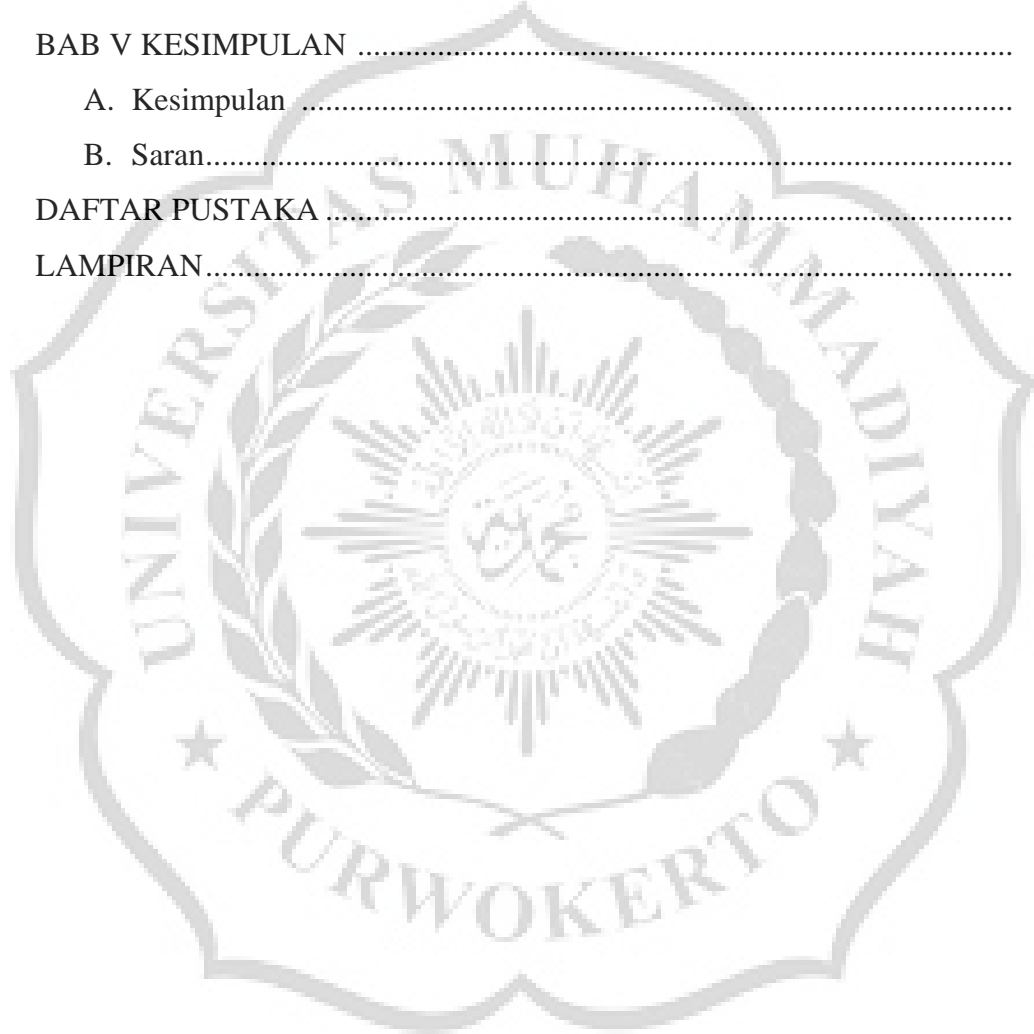 BAB V KESIMPULAN ..................................................................................
A. Kesimpulan .........................................................................................
B. Saran.....................................................................................................
DAFTAR PUSTAKA ......................................................................................
LAMPIRAN.....................................................................................................
UNIVERSITAS MUHAMMADIYAH
PURWOKERTO